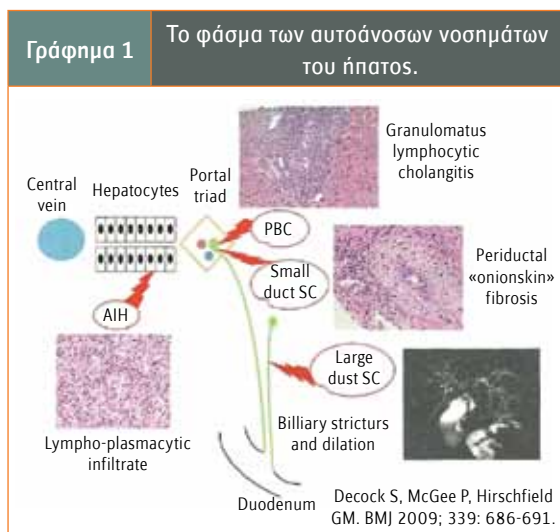 Γράφημα 1
Το φάσμα των αυτοάνοσων νοσημάτων
του ήπατος.
Granulomatus
lymphocytic
cholangitis
Central
vein
Hepatocytes
Portal
triad
PBC
Small
duct SC
Periductal
«onionskin»
fibrosis
AIH
Large
dust SC
Lympho-plasmacytic
infiltrate
Billiary stricturs
and dilation
Duodenum
Decock S, McGee P, Hirschfield
GM. BMJ 2009; 339: 686-691.